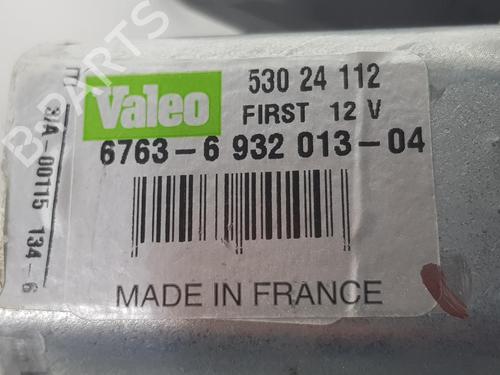 Valeo
530 24 112
FIRST 12 V
6763-6 932 013-04
MADE IN FRANCE
00115 134-6
B-PARTS